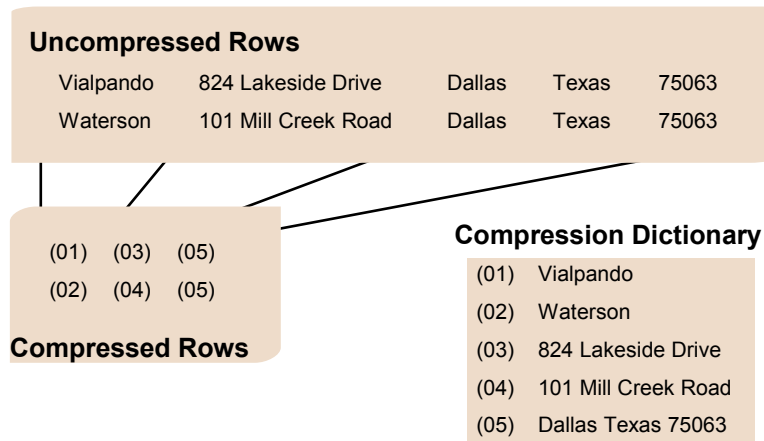 Uncompressed Rows
Vialpando 824 Lakeside Drive Dallas Texas 75063
Waterson 101 Mill Creek Road Dallas Texas 75063
(01) (03) (05)
(02) (04) (05)
Compressed Rows
Compression Dictionary
(01) Vialpando
(02) Waterson
(03) 824 Lakeside Drive
(04) 101 Mill Creek Road
(05) Dallas Texas 75063